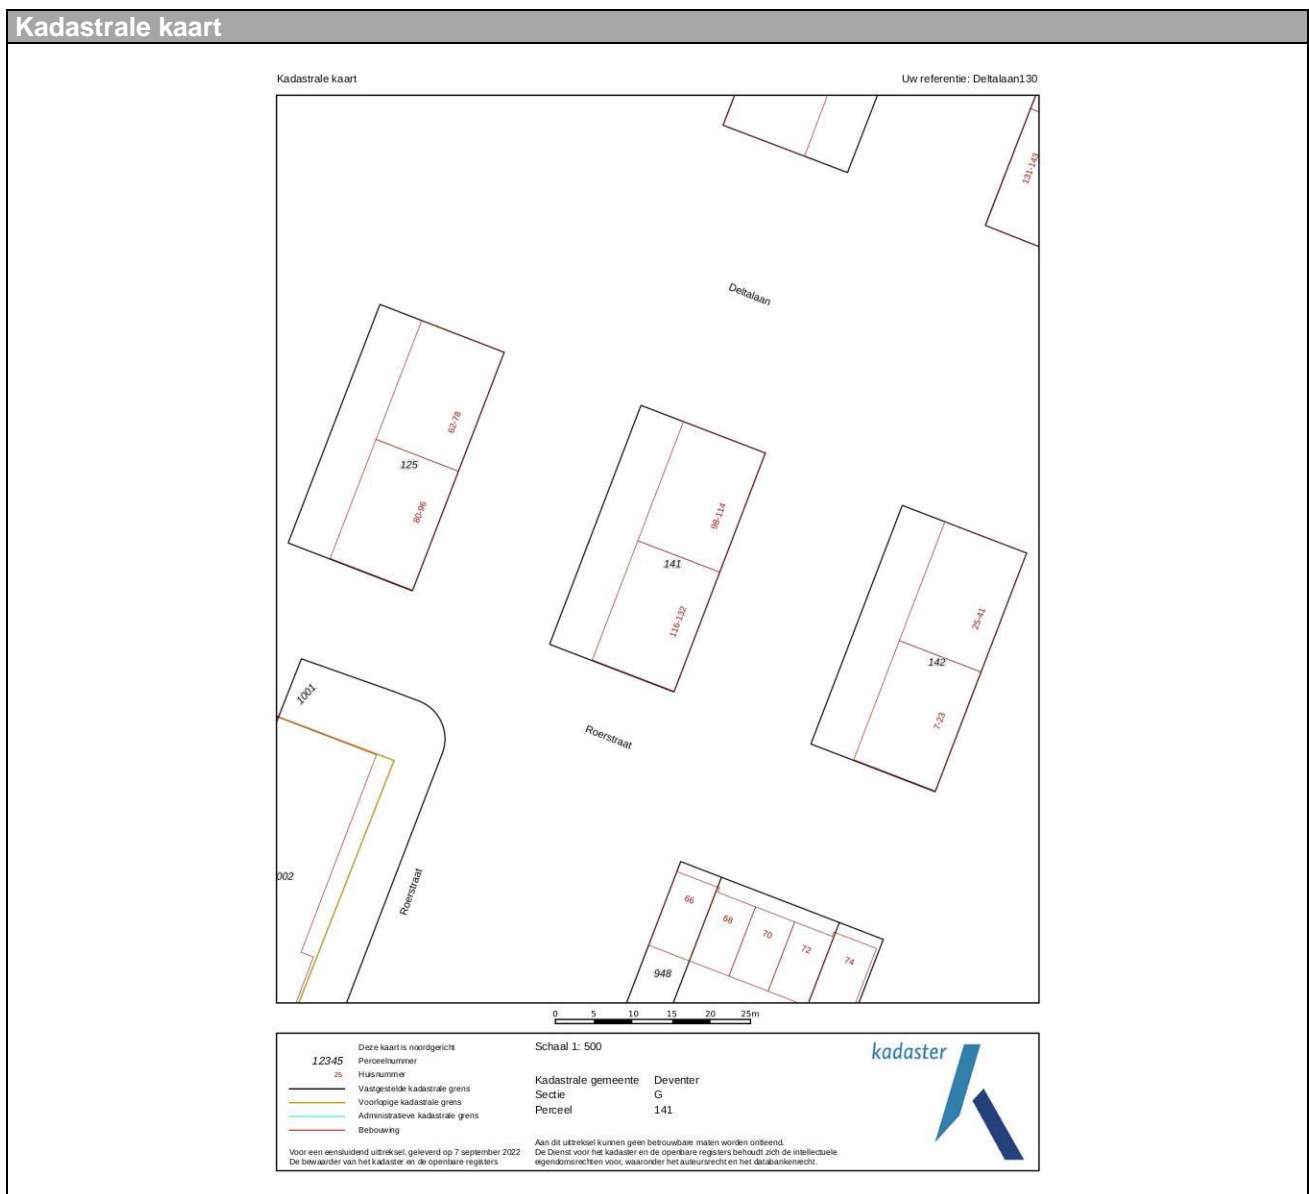 Kadastrale kaart
Kadastrale kaart
Uw referentie: Deltalaan130
131-143
Deltalaan
62-78
125
80-96
98-114
141
116-132
25-41
142
7-23
1001
Roerstraat
002
Roerstraat
66
68
70
72
74
948
0 5 10 15 20 25m
Deze kaart is noordgericht
12345 Perceelnummer
25 Huisnummer
Vastgestelde kadastrale grens
Voorlopige kadastrale grens
Administratieve kadastrale grens
Bebouwing
Voor een eensluidend uittreksel, geleverd op 7 september 2022
De bewaarder van het kadaster en de openbare registers
Schaal 1: 500
Kadastrale gemeente Deventer
Sectie G
Perceel 141
Aan dit uittreksel kunnen geen betrouwbare maten worden ontleend.
De Dienst voor het kadaster en de openbare registers behoudt zich de intellectuele
eigendomsrechten voor, waaronder het auteursrecht en het databankenrecht.
kadaster